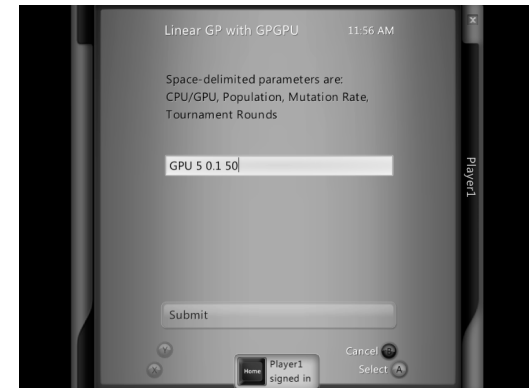 Linear GP with GPGPU 11:56 AM
x
Space-delimited parameters are:
CPU/GPU, Population, Mutation Rate,
Tournament Rounds
Player1
GPU 5 0.1 50
Submit
Y
Cancel
X
Select A
Home
Player1
signed in